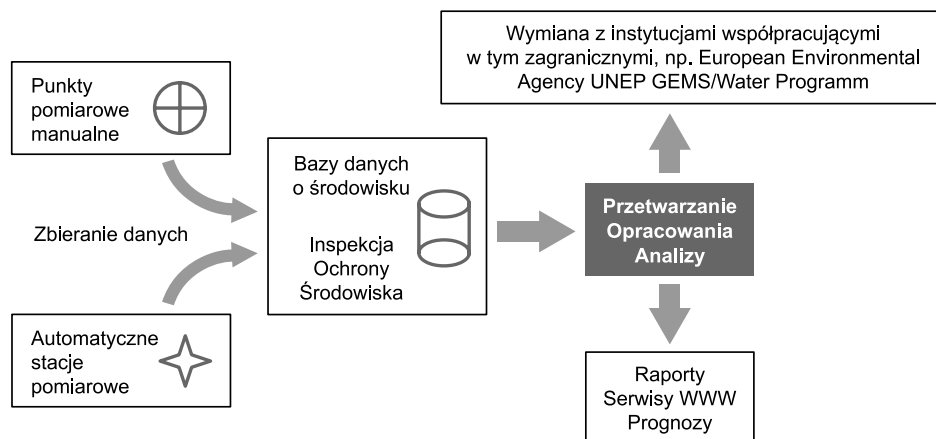 Punkty
pomiarowe
manualne
Zbieranie danych
Automatyczne
stacje
pomiarowe
Bazy danych
o środowisku
Inspekcja
Ochrony
Środowiska
Przetwarzanie
Opracowania
Analizy
Wymiana z instytucjami współpracującymi
w tym zagranicznymi, np. European Environmental
Agency UNEP GEMS/Water Programm
Raporty
Serwisy WWW
Prognozy